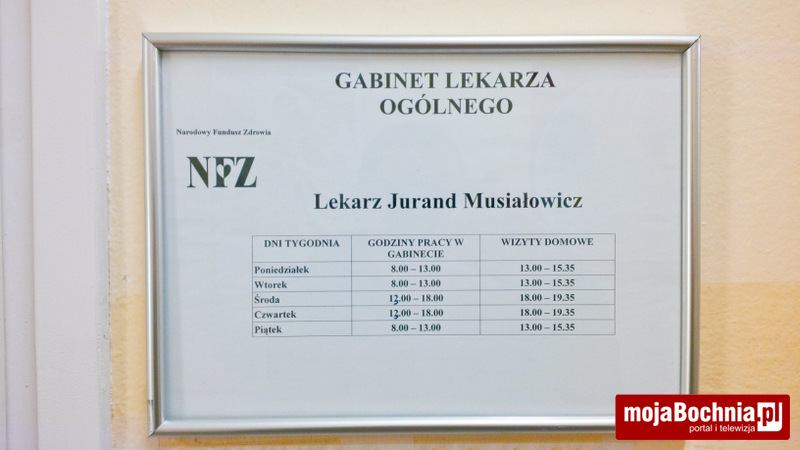 GABINET LEKARZA
OGÓLNEGO
Narodowy Fundusz Zdrowia
NFZ
Lekarz Jurand Musiałowicz
DNI TYGODNIA GODZINY PRACY W GABINECIE WIZYTY DOMOWE
Poniedziałek 8.00 – 13.00 13.00 – 15.35
Wtorek 8.00 – 13.00 13.00 – 15.35
Środa 13.00 – 18.00 18.00 – 19.35
Czwartek 13.00 – 18.00 18.00 – 19.35
Piątek 8.00 – 13.00 13.00 – 15.35
mojaBochnia.pl
portal i telewizja